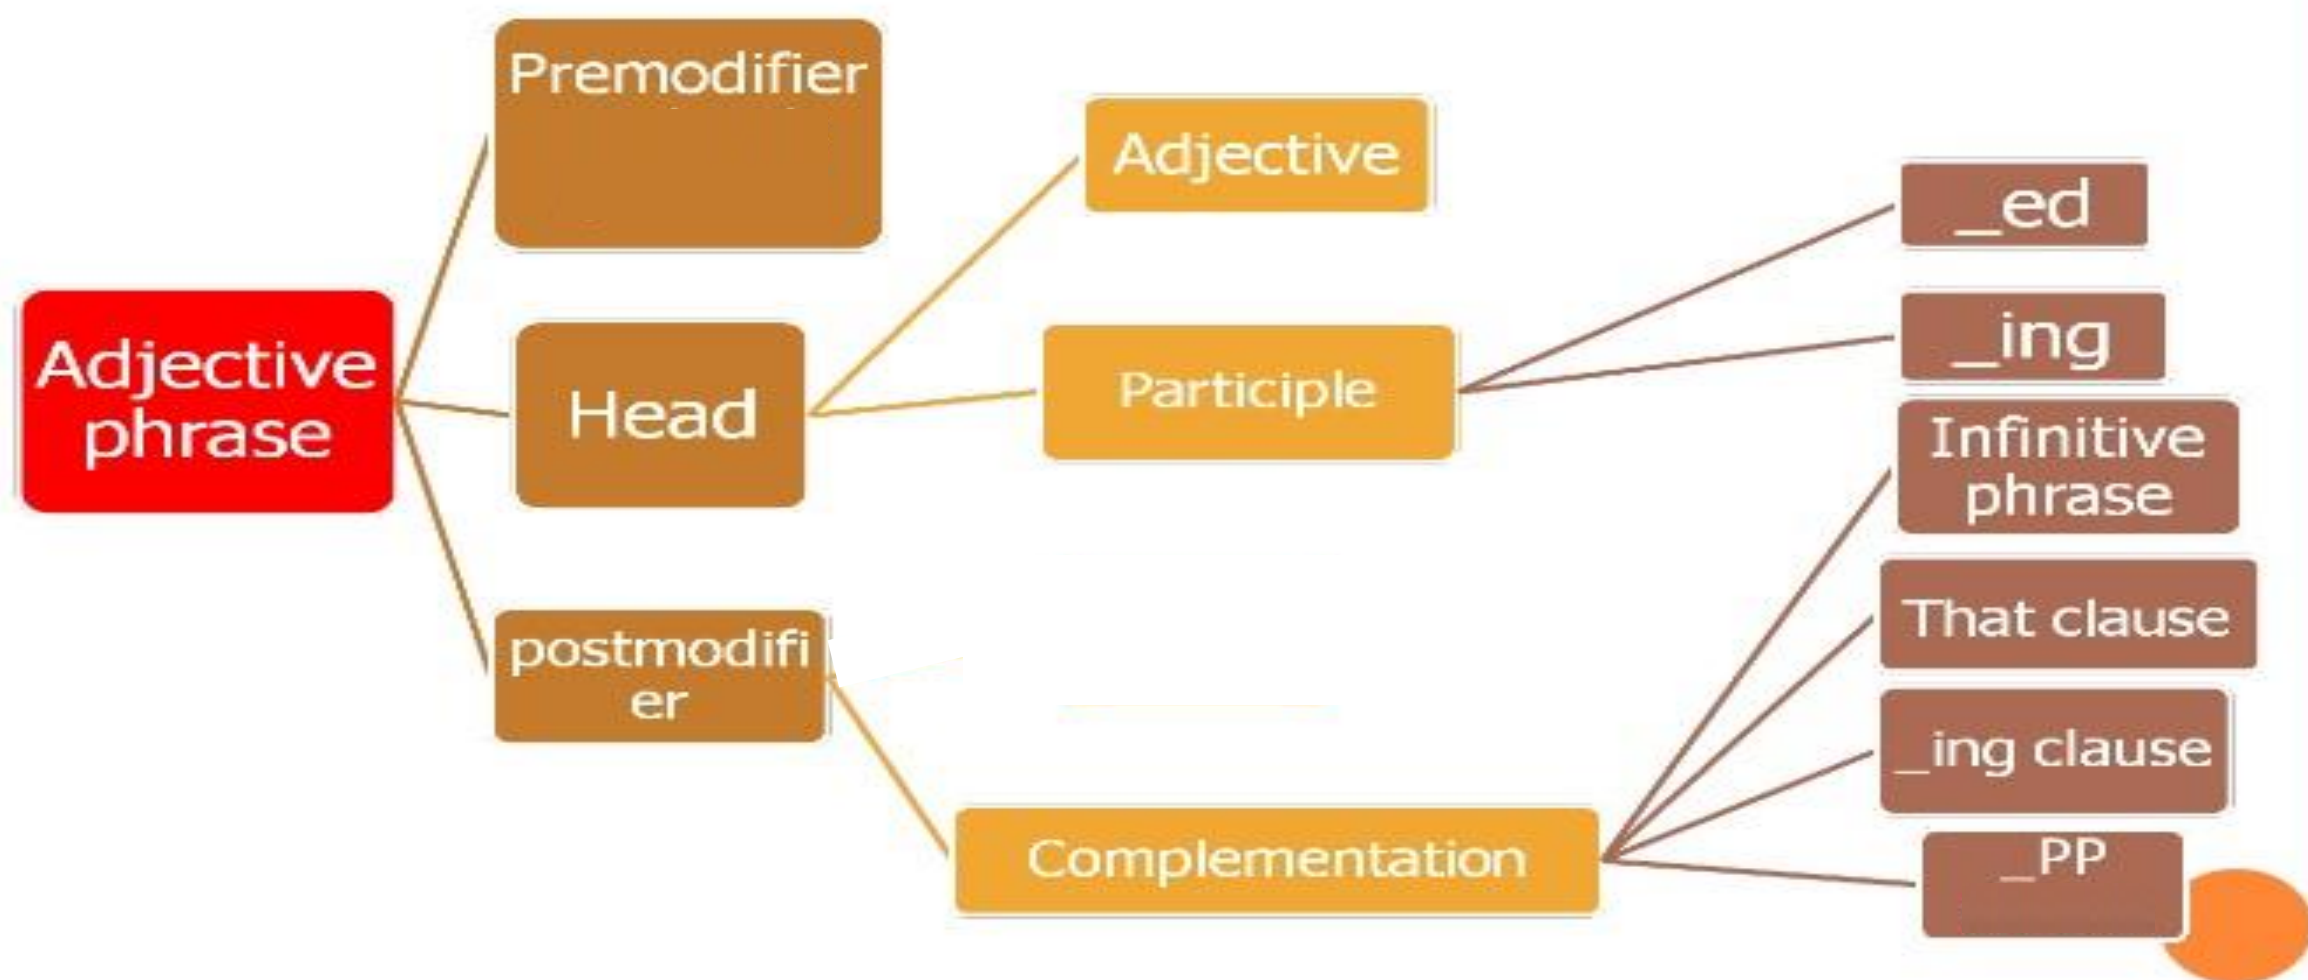 Premodifier
Adjective
_ed
_ing
Adjective
phrase
Head
Participle
Infinitive
phrase
postmodifi
er
That clause
_ing clause
Complementation
_PP